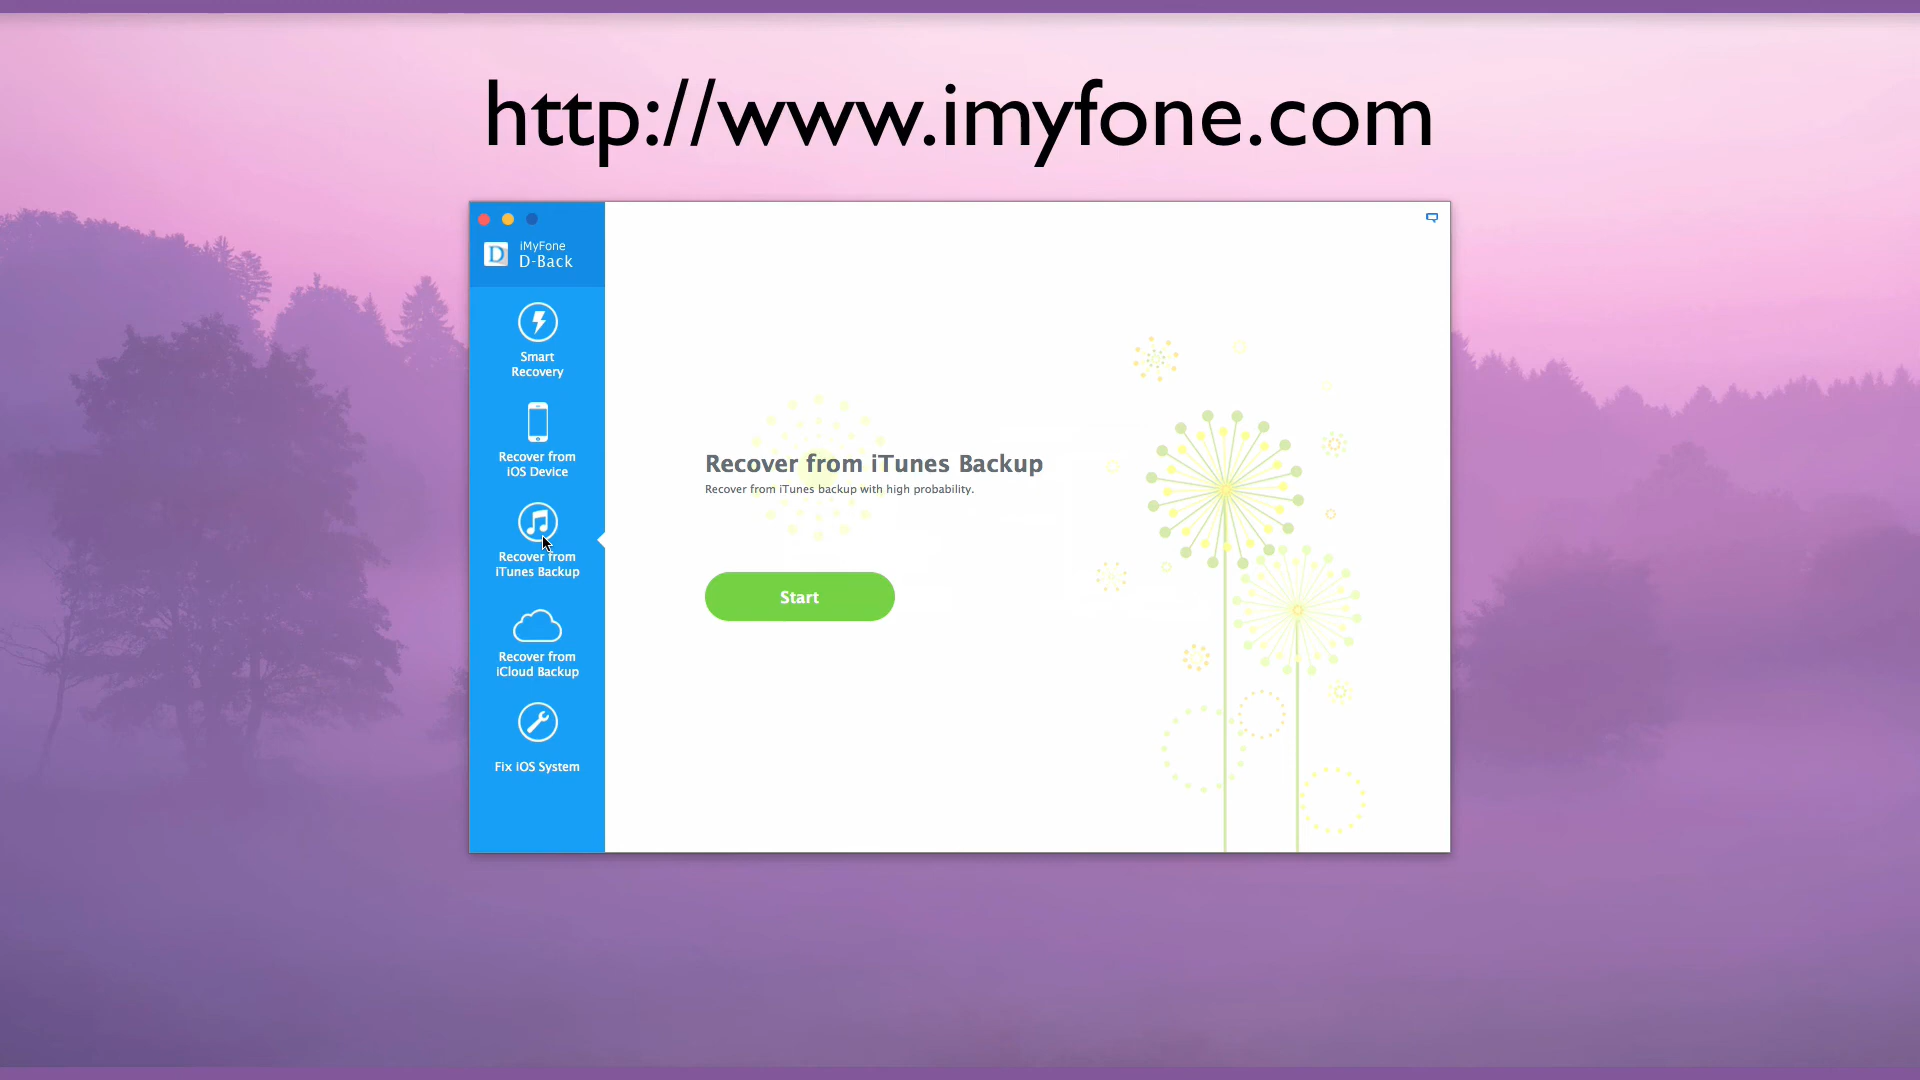 http://www.imyfone.com
iMyFone
D-Back
Smart
Recovery
Recover from
iOS Device
Recover from
iTunes Backup
Recover from
iCloud Backup
Fix iOS System
Recover from iTunes Backup
Recover from iTunes backup with high probability.
Start